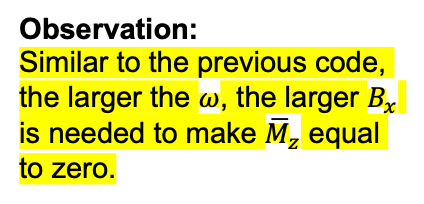 Observation:
Similar to the previous code,
the larger the 𝜔, the larger 𝐵ₓ
is needed to make M̅_z equal
to zero.